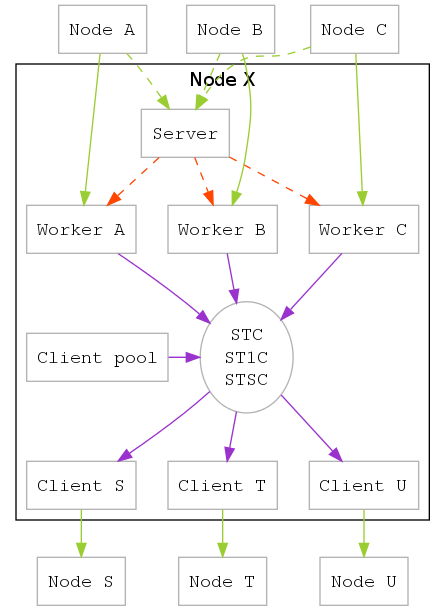 Node A
Node B
Node C
Node X
Server
Worker A
Worker B
Worker C
STC
ST1C
STSC
Client pool
Client S
Client T
Client U
Node S
Node T
Node U